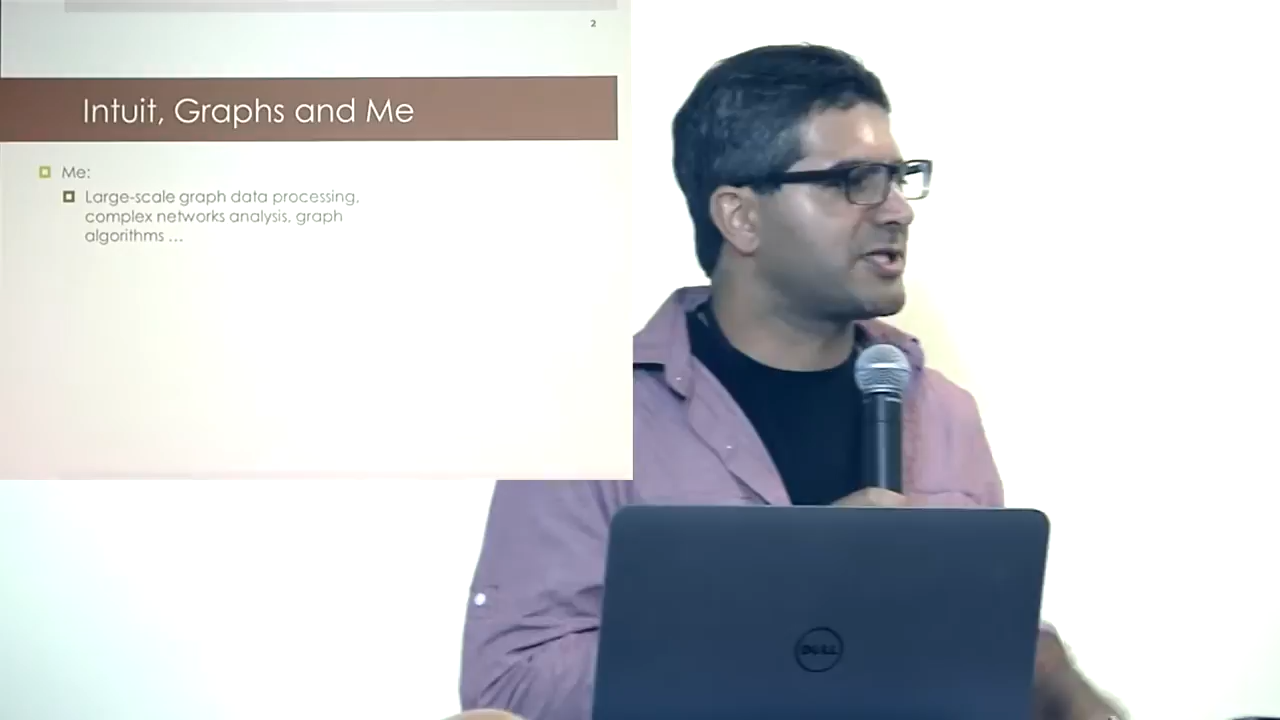 2
Intuit, Graphs and Me
Me:
Large-scale graph data processing,
complex networks analysis, graph
algorithms ...
DELL